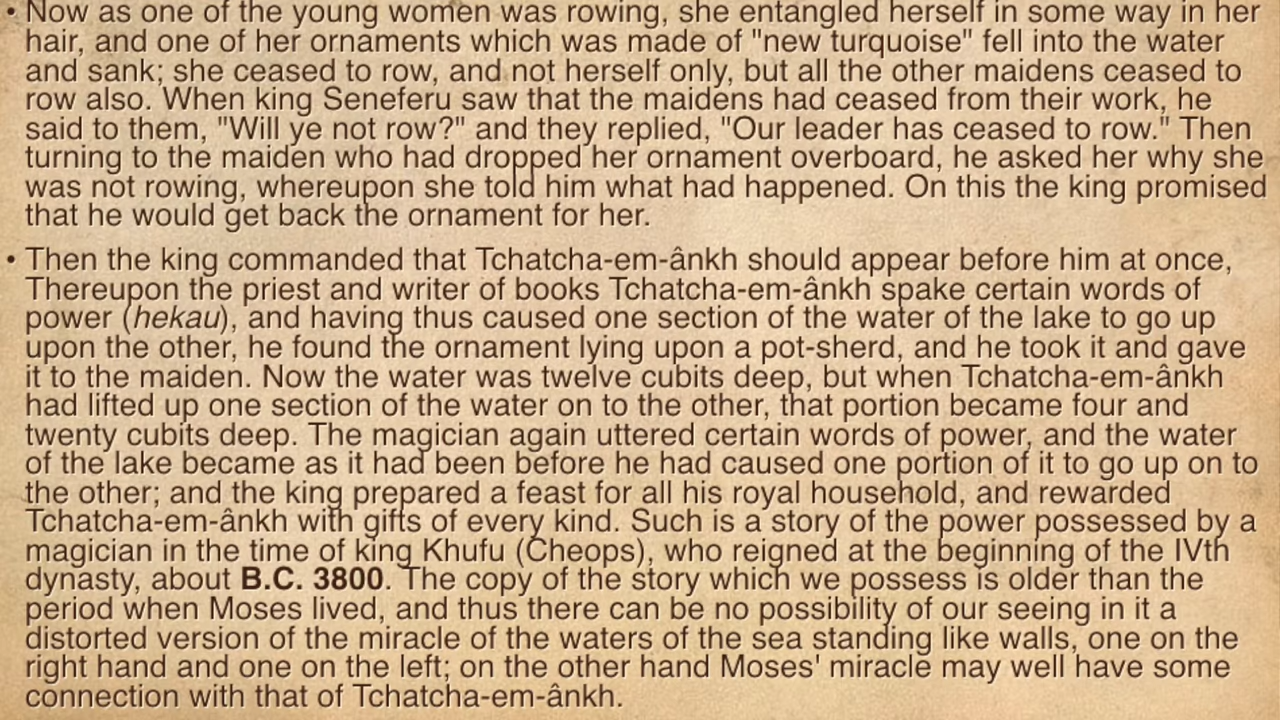 • Now as one of the young women was rowing, she entangled herself in some way in her
hair, and one of her ornaments which was made of "new turquoise" fell into the water
and sank; she ceased to row, and not herself only, but all the other maidens ceased to
row also. When king Seneferu saw that the maidens had ceased from their work, he
said to them, "Will ye not row?" and they replied, "Our leader has ceased to row." Then
turning to the maiden who had dropped her ornament overboard, he asked her why she
was not rowing, whereupon she told him what had happened. On this the king promised
that he would get back the ornament for her.
• Then the king commanded that Tchatcha-em-ânkh should appear before him at once,
Thereupon the priest and writer of books Tchatcha-em-ânkh spake certain words of
power (hekau), and having thus caused one section of the water of the lake to go up
upon the other, he found the ornament lying upon a pot-sherd, and he took it and gave
it to the maiden. Now the water was twelve cubits deep, but when Tchatcha-em-ânkh
had lifted up one section of the water on to the other, that portion became four and
twenty cubits deep. The magician again uttered certain words of power, and the water
of the lake became as it had been before he had caused one portion of it to go up on to
the other; and the king prepared a feast for all his royal household, and rewarded
Tchatcha-em-ânkh with gifts of every kind. Such is a story of the power possessed by a
magician in the time of king Khufu (Cheops), who reigned at the beginning of the IVth
dynasty, about B.C. 3800. The copy of the story which we possess is older than the
period when Moses lived, and thus there can be no possibility of our seeing in it a
distorted version of the miracle of the waters of the sea standing like walls, one on the
right hand and one on the left; on the other hand Moses' miracle may well have some
connection with that of Tchatcha-em-ânkh.